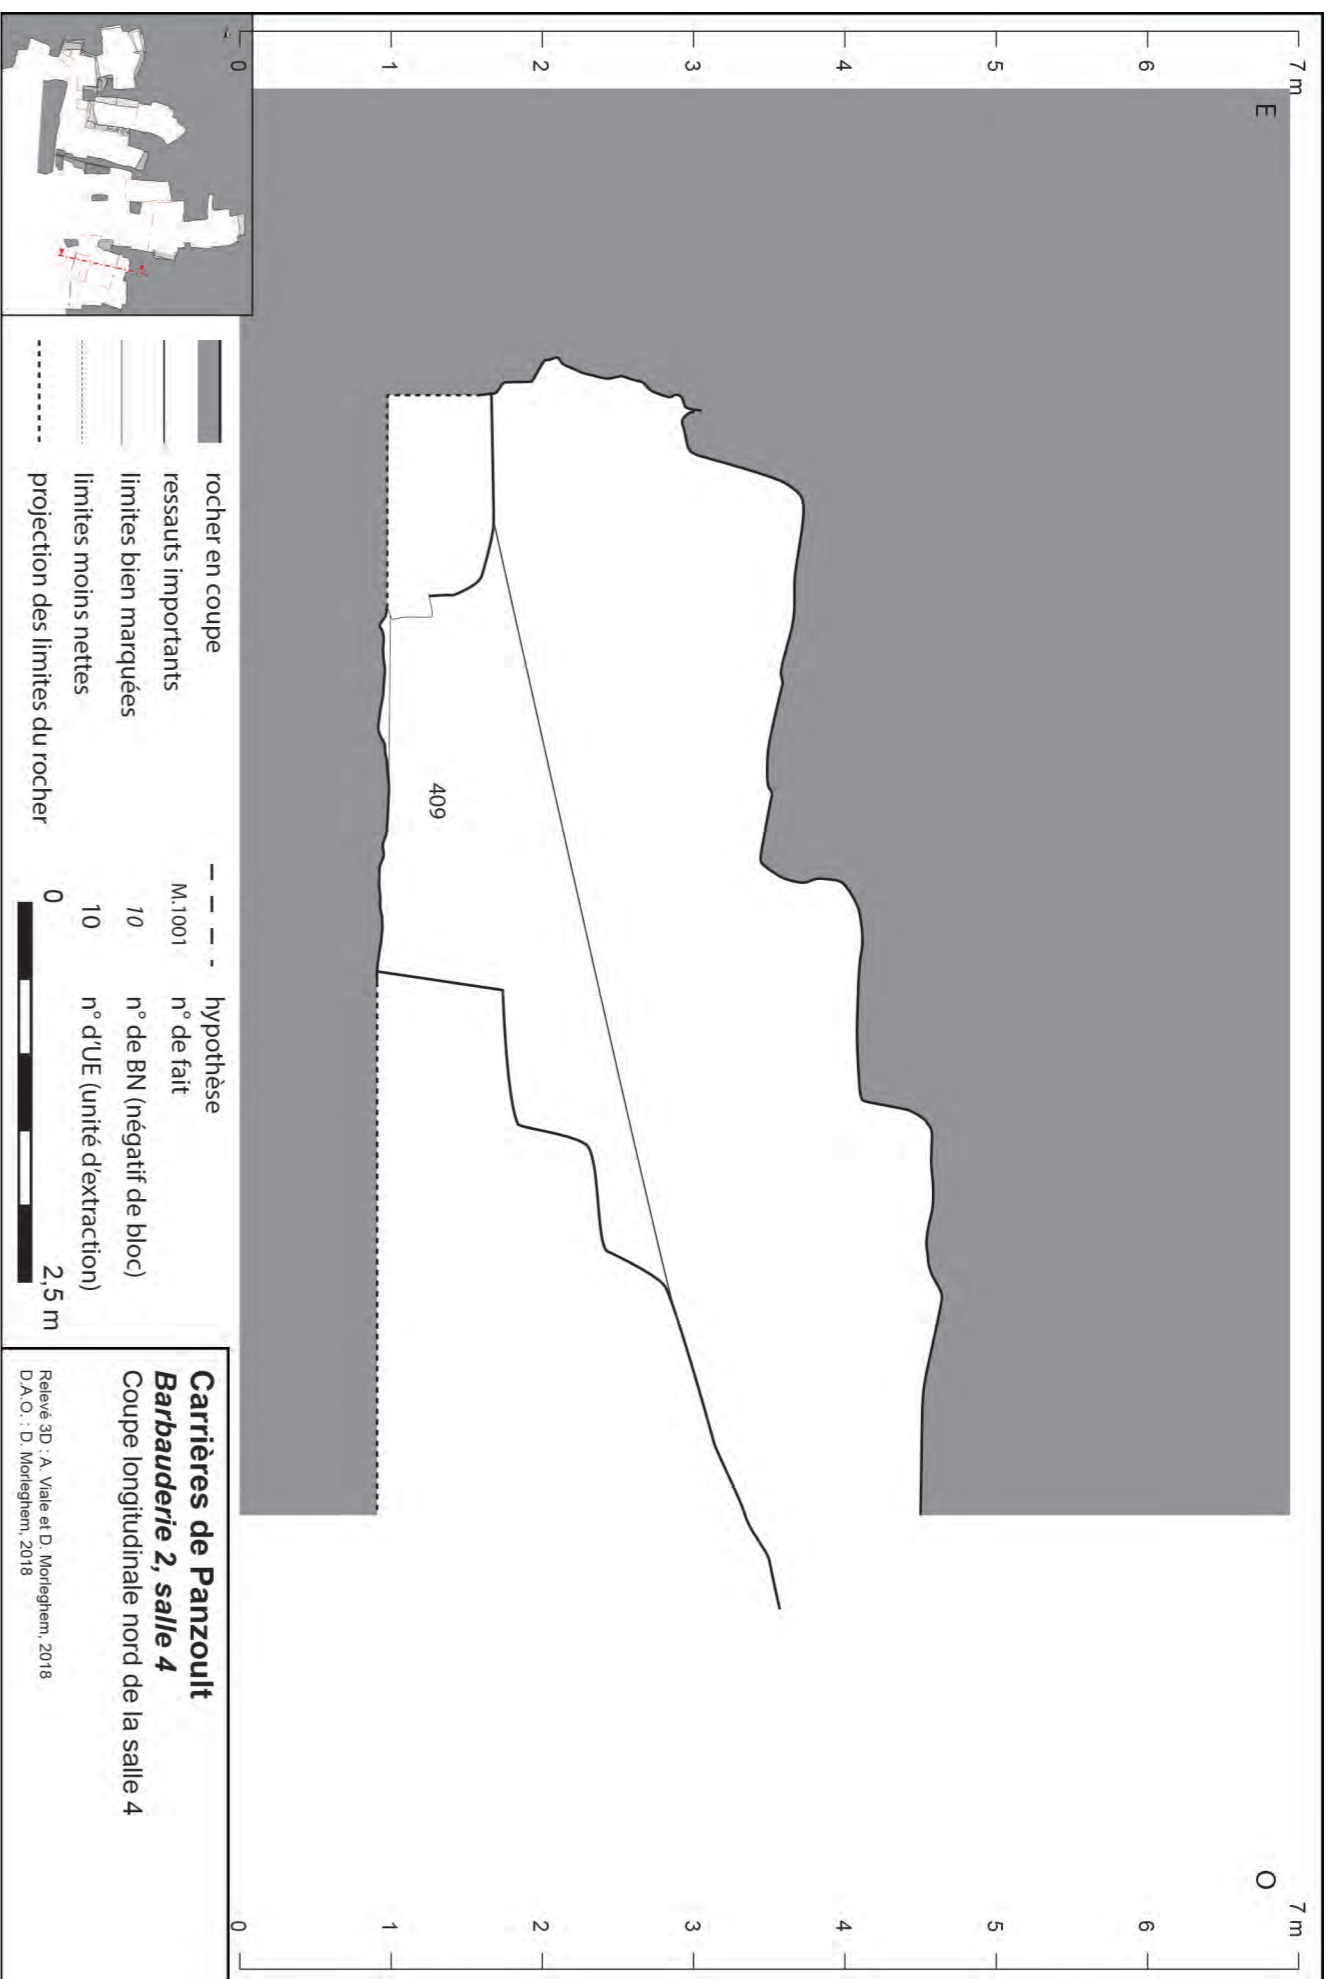 7 m
6
5
4
3
2
1
0
E
O
7 m
6
5
4
3
2
1
0
409
rocher en coupe
ressauts importants
limites bien marquées
limites moins nettes
projection des limites du rocher
hypothèse
M.1001 n° de fait
10 n° de BN (négatif de bloc)
10 n° d'UE (unité d'extraction)
0 2,5 m
Carrières de Panzoult
Barbauderie 2, salle 4
Coupe longitudinale nord de la salle 4
Relevé 3D : A. Viale et D. Morleghem, 2018
D.A.O. : D. Morleghem, 2018